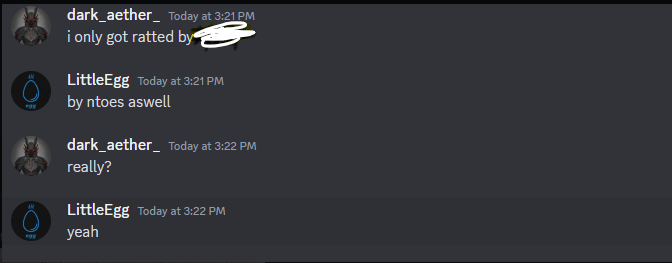 dark_aether_ Today at 3:21 PM
i only got ratted by
LittleEgg Today at 3:21 PM
by ntoes aswell
dark_aether_ Today at 3:22 PM
really?
LittleEgg Today at 3:22 PM
yeah